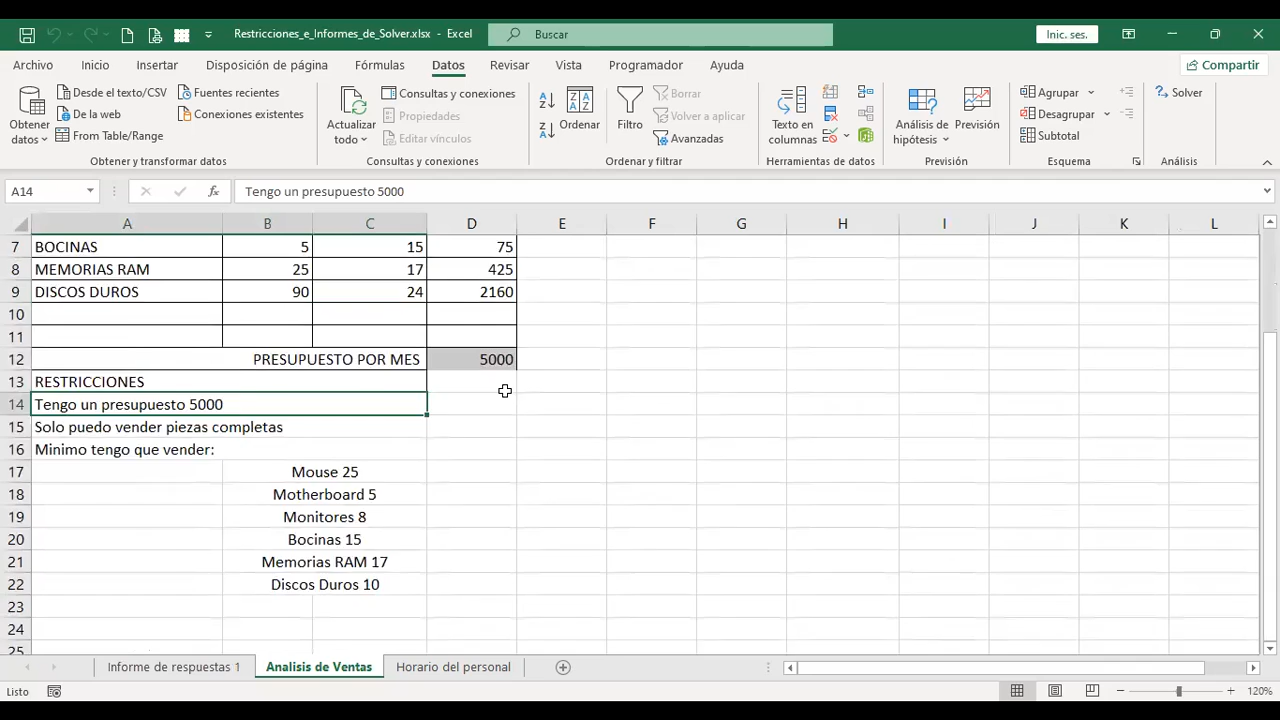 Restricciones_e_Informes_de_Solver.xlsx - Excel
Buscar
Inic. ses.
Archivo Inicio Insertar Disposición de página Fórmulas Datos Revisar Vista Programador Ayuda
Compartir
Obtener datos
Desde el texto/CSV
De la web
From Table/Range
Fuentes recientes
Conexiones existentes
Obtener y transformar datos
Actualizar todo
Consultas y conexiones
Propiedades
Editar vínculos
Consultas y conexiones
Ordenar
Filtro
Borrar
Volver a aplicar
Avanzadas
Ordenar y filtrar
Texto en columnas
Herramientas de datos
Análisis de hipótesis
Previsión
Previsión
Agrupar
Desagrupar
Subtotal
Esquema
Solver
Análisis
A14
fx
Tengo un presupuesto 5000
A B C D E F G H I J K L
7 BOCINAS 5 15 75
8 MEMORIAS RAM 25 17 425
9 DISCOS DUROS 90 24 2160
10
11
12 PRESUPUESTO POR MES 5000
13 RESTRICCIONES
14 Tengo un presupuesto 5000
15 Solo puedo vender piezas completas
16 Minimo tengo que vender:
17 Mouse 25
18 Motherboard 5
19 Monitores 8
20 Bocinas 15
21 Memorias RAM 17
22 Discos Duros 10
23
24
25
Informe de respuestas 1 Analisis de Ventas Horario del personal
Listo
120%